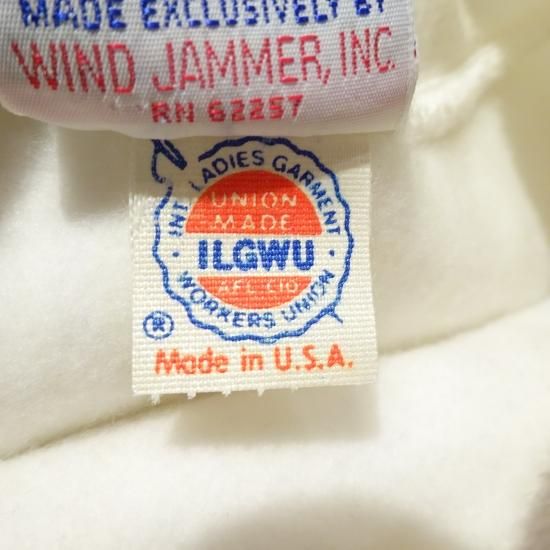 MADE EXCLUSIVELY BY
WIND JAMMER, INC.
RN 62257
INT. LADIES GARMENT
UNION
MADE
ILGWU
AFL CIO
· WORKERS UNION ·
®
Made in U.S.A.